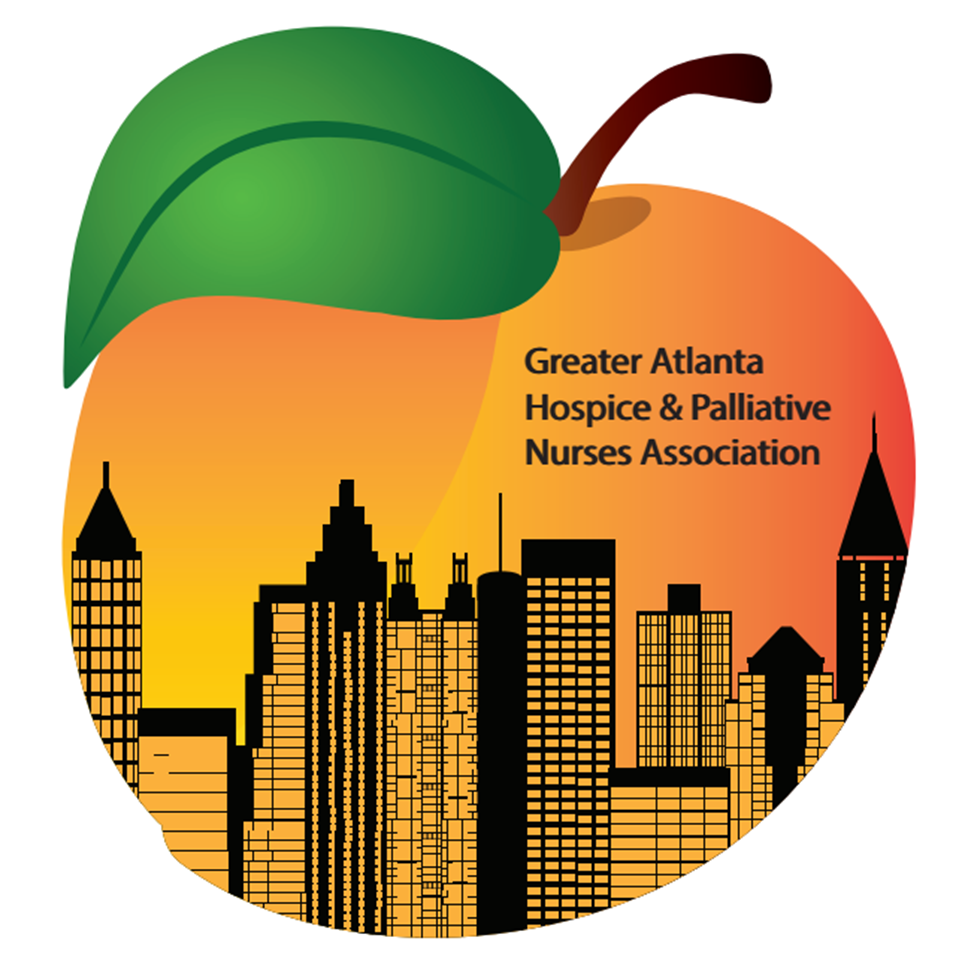 Greater Atlanta
Hospice & Palliative
Nurses Association